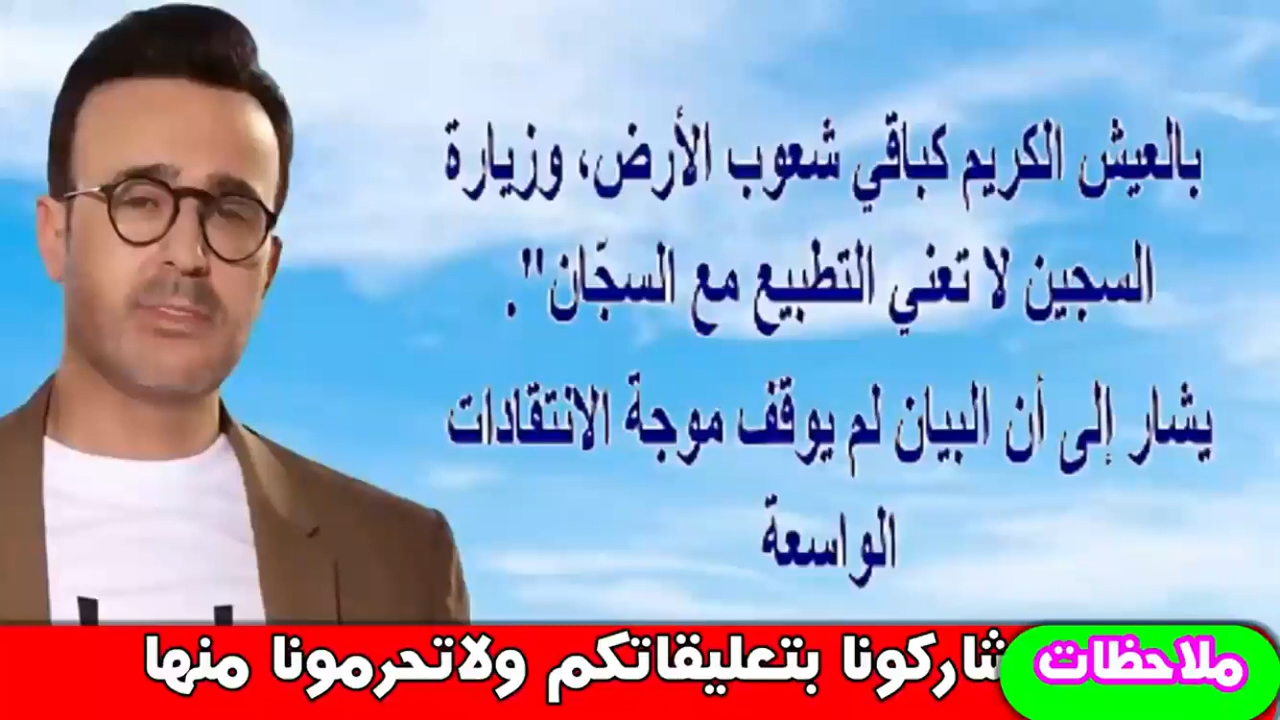 بالعيش الكريم كباقي شعوب الأرض، وزيارة
السجين لا تعني التطبيع مع السجّان".
يشار إلى أن البيان لم يوقف موجة الانتقادات
الواسعة
ملاحظات
شاركونا بتعليقاتكم ولاتحرمونا منها